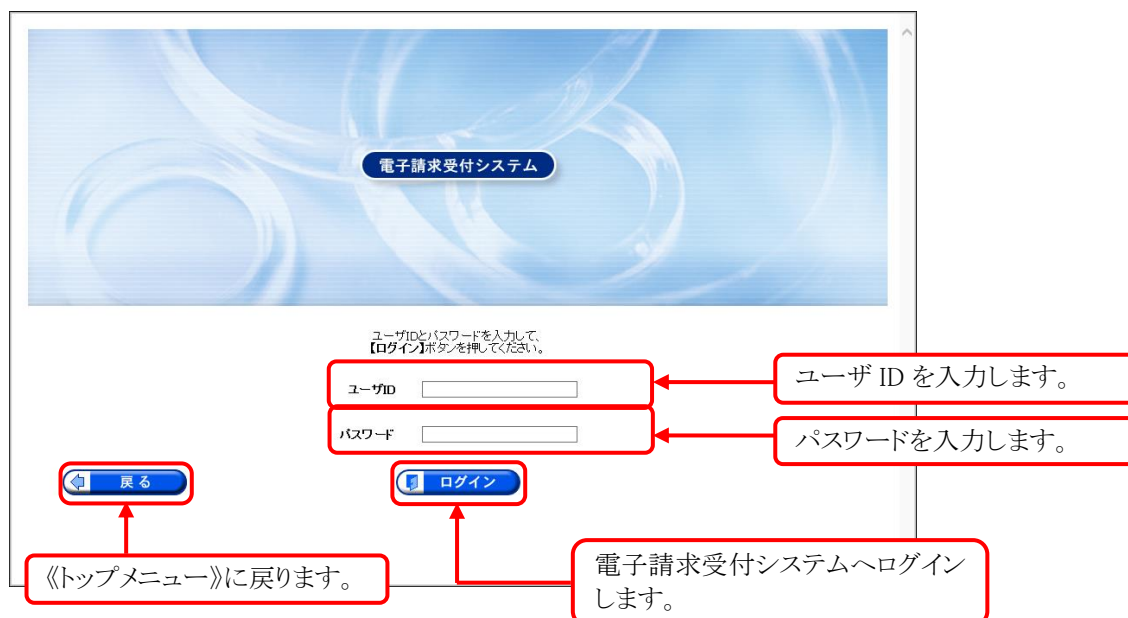 電子請求受付システム
ユーザIDとパスワードを入力して、
【ログイン】ボタンを押してください。
ユーザID
ユーザ ID を入力します。
パスワード
パスワードを入力します。
戻る
ログイン
《トップメニュー》に戻ります。
電子請求受付システムへログイン
します。